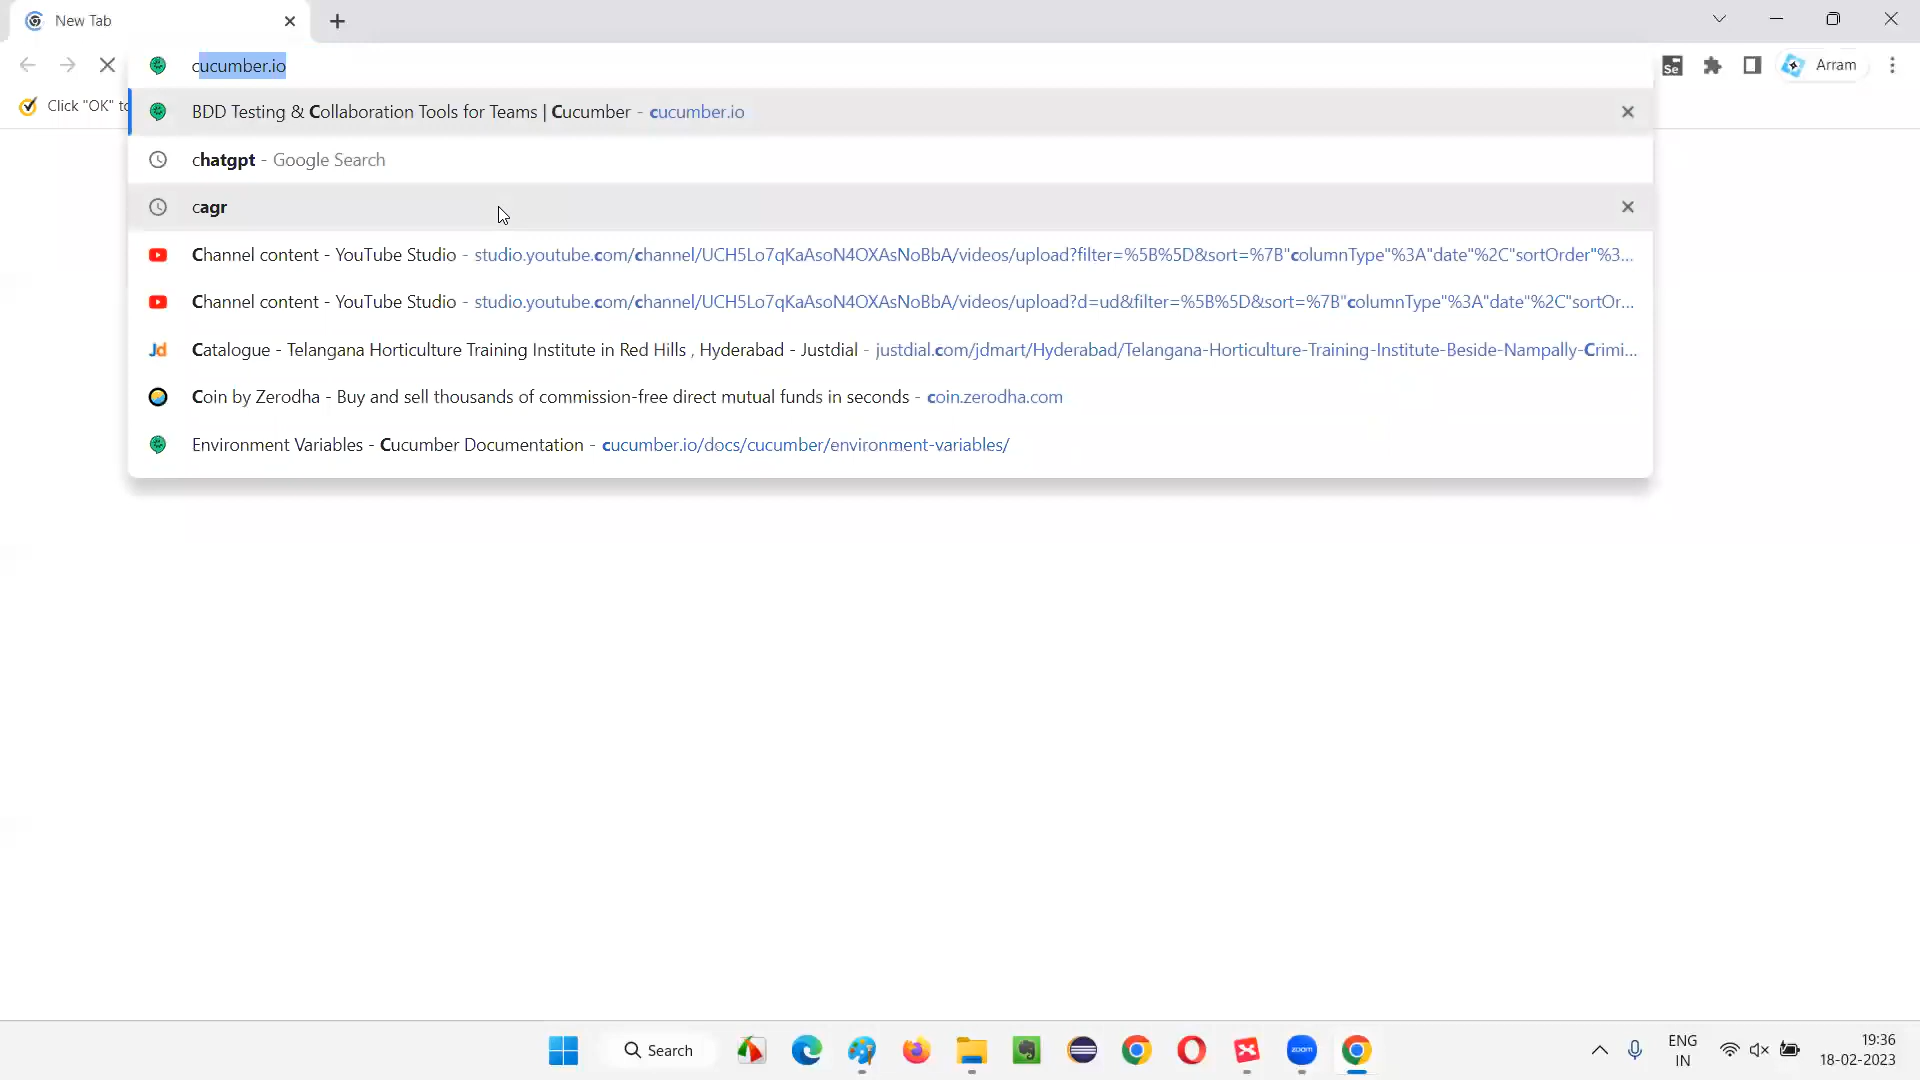 New Tab
cucumber.io
Se
Arram
Click "OK" to
BDD Testing & Collaboration Tools for Teams | Cucumber - cucumber.io
chatgpt - Google Search
cagr
Channel content - YouTube Studio - studio.youtube.com/channel/UCH5Lo7qKaAsoN4OXAsNoBbA/videos/upload?filter=%5B%5D&sort=%7B"columnType"%3A"date"%2C"sortOrder"%3...
Channel content - YouTube Studio - studio.youtube.com/channel/UCH5Lo7qKaAsoN4OXAsNoBbA/videos/upload?d=ud&filter=%5B%5D&sort=%7B"columnType"%3A"date"%2C"sortOr...
Jd Catalogue - Telangana Horticulture Training Institute in Red Hills , Hyderabad - Justdial - justdial.com/jdmart/Hyderabad/Telangana-Horticulture-Training-Institute-Beside-Nampally-Crimi...
Coin by Zerodha - Buy and sell thousands of commission-free direct mutual funds in seconds - coin.zerodha.com
Environment Variables - Cucumber Documentation - cucumber.io/docs/cucumber/environment-variables/
Search
zoom
ENG
IN
19:36
18-02-2023